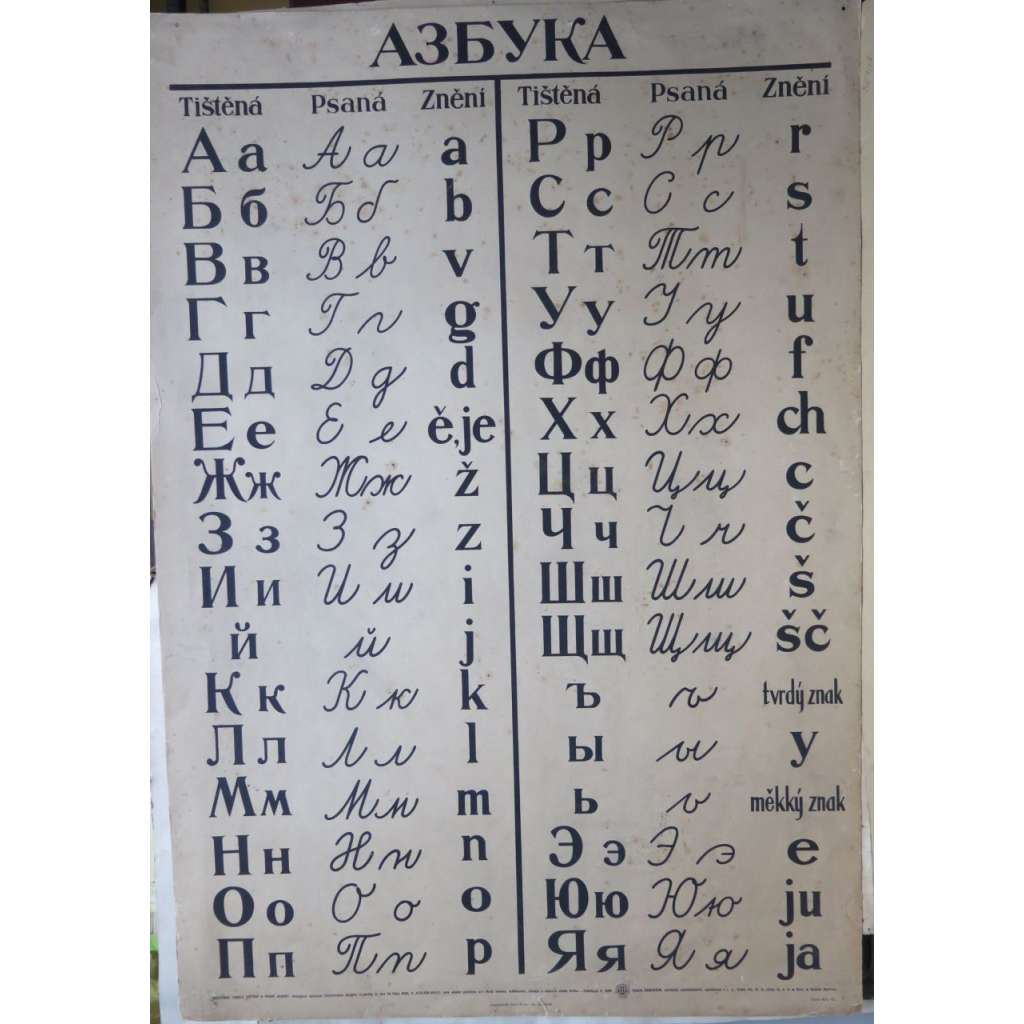 АЗБУКА
Tištěná Psaná Znění
А а А а a
Б б Б б b
В в В в v
Г г Г г g
Д д Д д d
Е е Е е ě, je
Ж ж Ж ж ž
З з З з z
И и И и i
й й j
К к К к k
Л л Л л l
М м М м m
Н н Н н n
О о О о o
П п П п p
Tištěná Psaná Znění
Р р Р р r
С с С с s
Т т Т т t
У у У у u
Ф ф Ф ф f
Х х Х х ch
Ц ц Ц ц c
Ч ч Ч ч č
Ш ш Ш ш š
Щ щ Щ щ šč
ъ ъ tvrdý znak
ы ы y
ь ь měkký znak
Э э Э э e
Ю ю Ю ю ju
Я я Я я ja